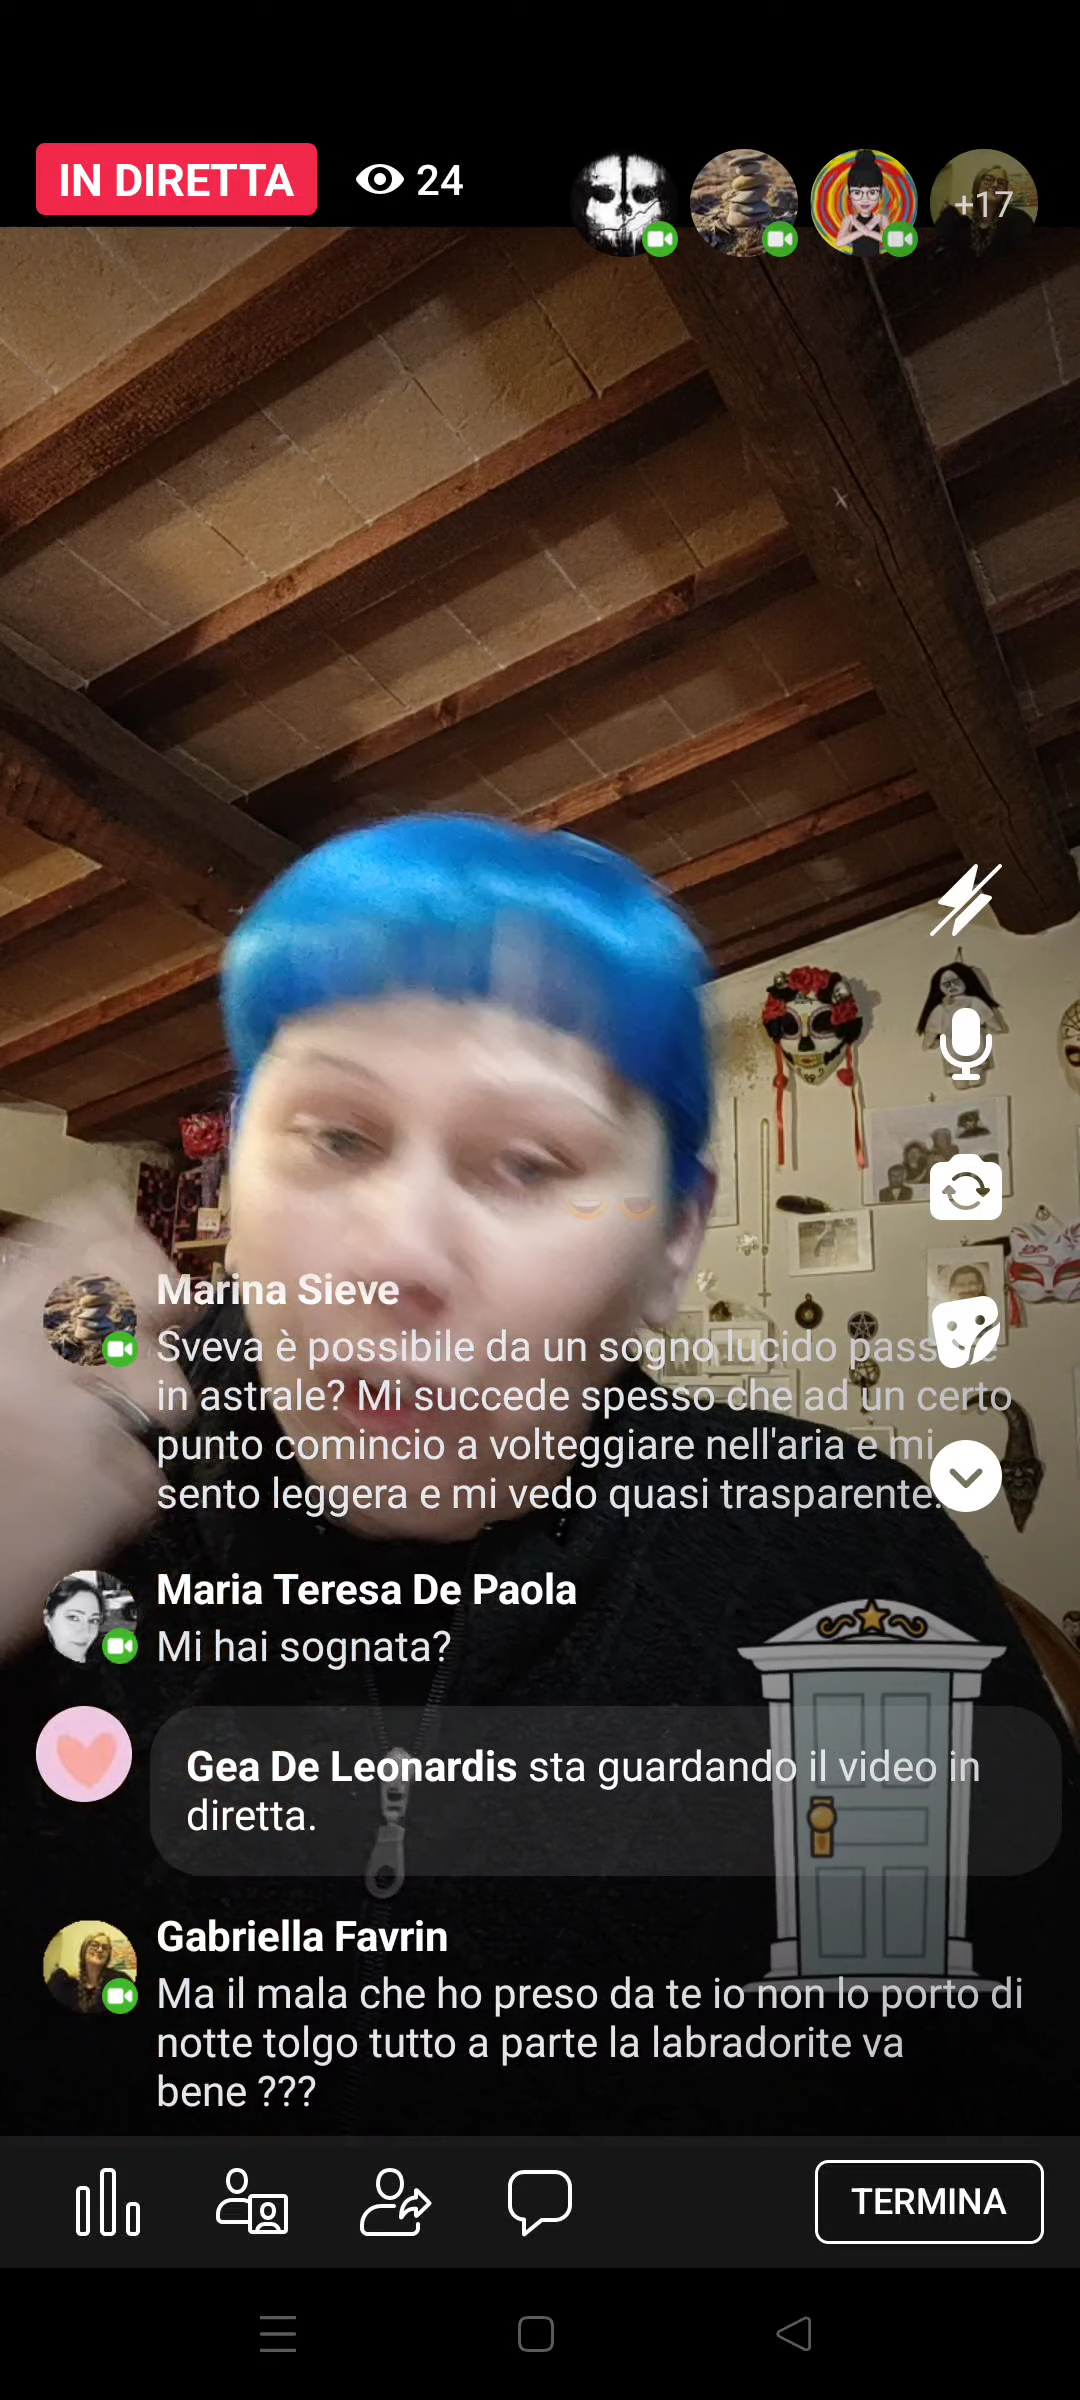 IN DIRETTA
24
+17
Marina Sieve
Sveva è possibile da un sogno lucido pass
in astrale? Mi succede spesso che ad un certo
punto comincio a volteggiare nell'aria e mi
sento leggera e mi vedo quasi trasparente.
Maria Teresa De Paola
Mi hai sognata?
Gea De Leonardis sta guardando il video in
diretta.
Gabriella Favrin
Ma il mala che ho preso da te io non lo porto di
notte tolgo tutto a parte la labradorite va
bene ???
TERMINA